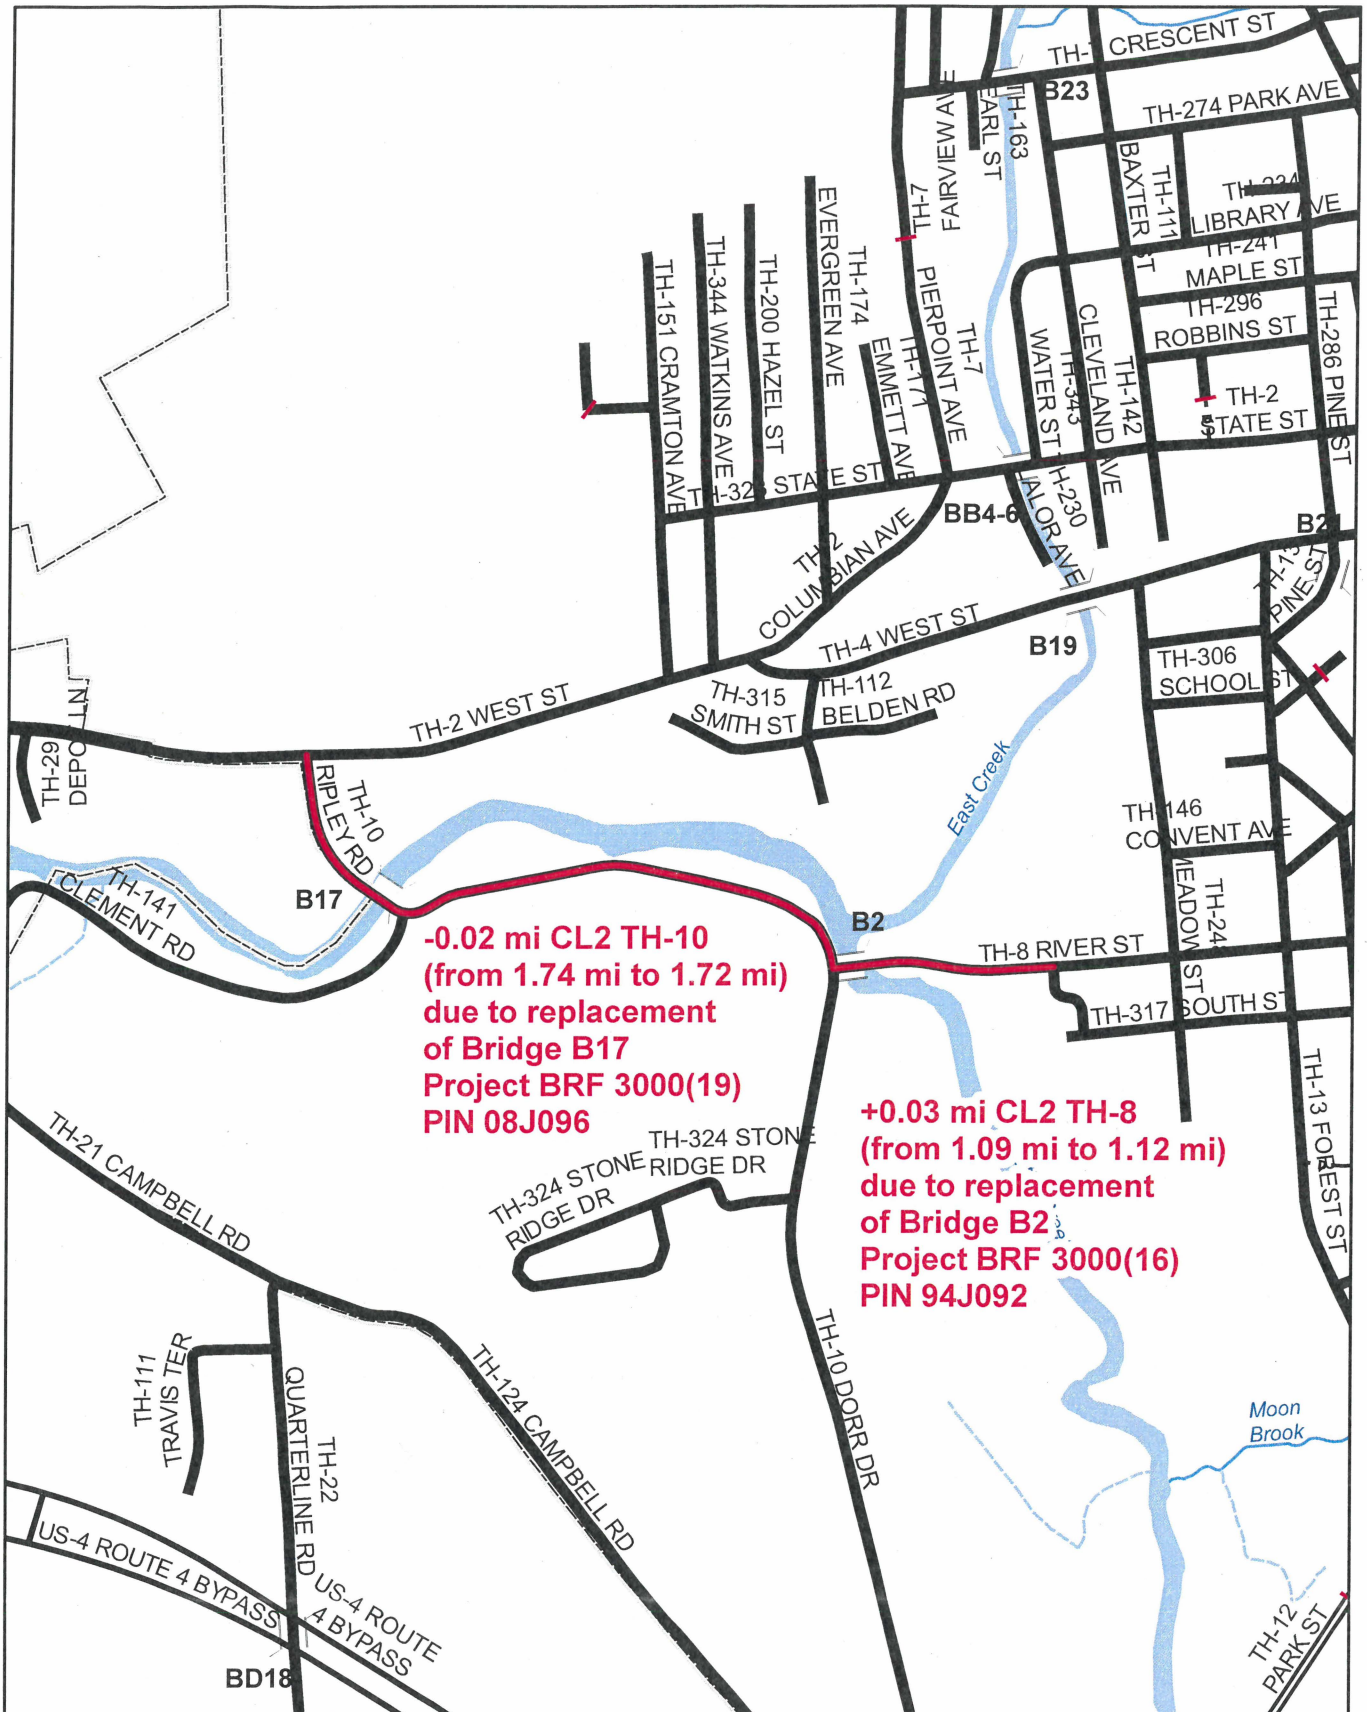 TH-
CRESCENT ST
B23
TH-274 PARK AVE
FAIRVIEW AVE
EARL ST
TH-163
TH-7
BAXTER ST
TH-111
TH-234
LIBRARY AVE
TH-241
MAPLE ST
TH-296
ROBBINS ST
TH-286 PINE ST
TH-2
STATE ST
TH-151 CRAMTON AVE
TH-344 WATKINS AVE
TH-200 HAZEL ST
TH-174
EVERGREEN AVE
TH-171
EMMETT AVE
TH-7
PIERPOINT AVE
TH-343
WATER ST
TH-142
CLEVELAND AVE
STATE ST
BB4-6
TH-230
ALOR AVE
TH-2
COLUMBIAN AVE
B21
PINE ST
TH-4 WEST ST
B19
TH-306
SCHOOL ST
TH-315
SMITH ST
TH-112
BELDEN RD
TH-2 WEST ST
TH-29
DEPO LN
TH-10
RIPLEY RD
East Creek
TH-146
CONVENT AVE
TH-141
CLEMENT RD
B17
B2
MEADOW ST
TH-8 RIVER ST
TH-317 SOUTH ST
-0.02 mi CL2 TH-10
(from 1.74 mi to 1.72 mi)
due to replacement
of Bridge B17
Project BRF 3000(19)
PIN 08J096
TH-13 FOREST ST
+0.03 mi CL2 TH-8
(from 1.09 mi to 1.12 mi)
due to replacement
of Bridge B2
Project BRF 3000(16)
PIN 94J092
TH-324 STONE
RIDGE DR
TH-324 STONE
RIDGE DR
TH-21 CAMPBELL RD
TH-111
TRAVIS TER
TH-22
QUARTERLINE RD
TH-124 CAMPBELL RD
TH-10 DORR DR
Moon
Brook
US-4 ROUTE 4 BYPASS
US-4 ROUTE
4 BYPASS
BD18
TH-12
PARK ST